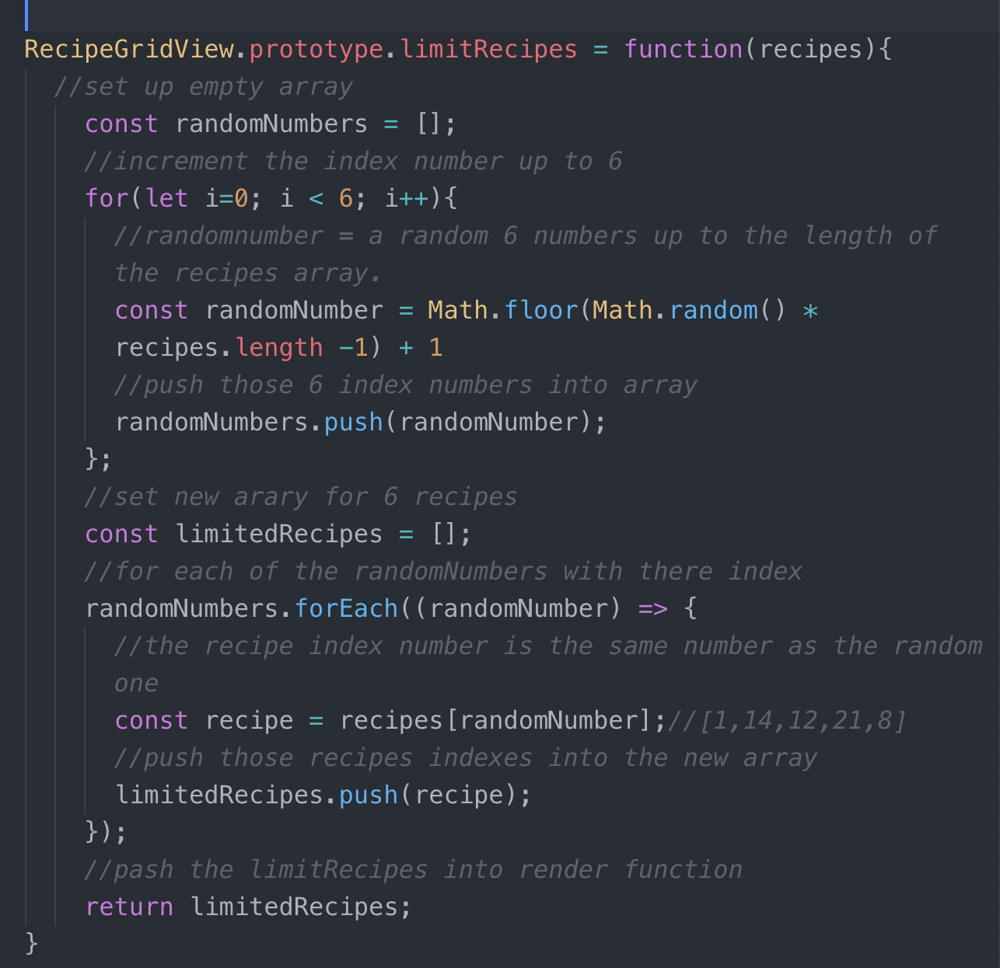 RecipeGridView.prototype.limitRecipes = function(recipes){
//set up empty array
const randomNumbers = [];
//increment the index number up to 6
for(let i=0; i < 6; i++){
//randomnumber = a random 6 numbers up to the length of
the recipes array.
const randomNumber = Math.floor(Math.random() *
recipes.length -1) + 1
//push those 6 index numbers into array
randomNumbers.push(randomNumber);
};
//set new arary for 6 recipes
const limitedRecipes = [];
//for each of the randomNumbers with there index
randomNumbers.forEach((randomNumber) => {
//the recipe index number is the same number as the random
one
const recipe = recipes[randomNumber];//[1,14,12,21,8]
//push those recipes indexes into the new array
limitedRecipes.push(recipe);
});
//pash the limitRecipes into render function
return limitedRecipes;
}